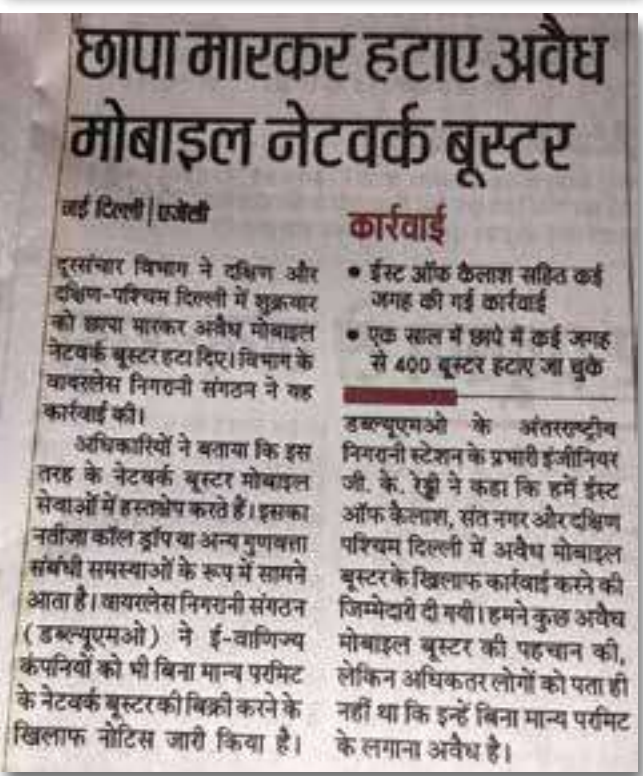 छापा मारकर हटाए अवैध
मोबाइल नेटवर्क बूस्टर
नई दिल्ली | एजेंसी
दूरसंचार विभाग ने दक्षिण और
दक्षिण-पश्चिम दिल्ली में शुक्रवार
को छापा मारकर अवैध मोबाइल
नेटवर्क बूस्टर हटा दिए। विभाग के
वायरलेस निगरानी संगठन ने यह
कार्रवाई की।
अधिकारियों ने बताया कि इस
तरह के नेटवर्क बूस्टर मोबाइल
सेवाओं में हस्तक्षेप करते हैं। इसका
नतीजा कॉल ड्रॉप या अन्य गुणवत्ता
संबंधी समस्याओं के रूप में सामने
आता है। वायरलेस निगरानी संगठन
(डब्ल्यूएमओ) ने ई-वाणिज्य
कंपनियों को भी बिना मान्य परमिट
के नेटवर्क बूस्टर की बिक्री करने के
खिलाफ नोटिस जारी किया है।
कार्रवाई
• ईस्ट ऑफ कैलाश सहित कई
जगह की गई कार्रवाई
• एक साल में छापे में कई जगह
से 400 बूस्टर हटाए जा चुके
डब्ल्यूएमओ के अंतरराष्ट्रीय
निगरानी स्टेशन के प्रभारी इंजीनियर
जी. के. रेड्डी ने कहा कि हमें ईस्ट
ऑफ कैलाश, संत नगर और दक्षिण
पश्चिम दिल्ली में अवैध मोबाइल
बूस्टर के खिलाफ कार्रवाई करने की
जिम्मेदारी दी गयी। हमने कुछ अवैध
मोबाइल बूस्टर की पहचान की,
लेकिन अधिकतर लोगों को पता ही
नहीं था कि इन्हें बिना मान्य परमिट
के लगाना अवैध है।